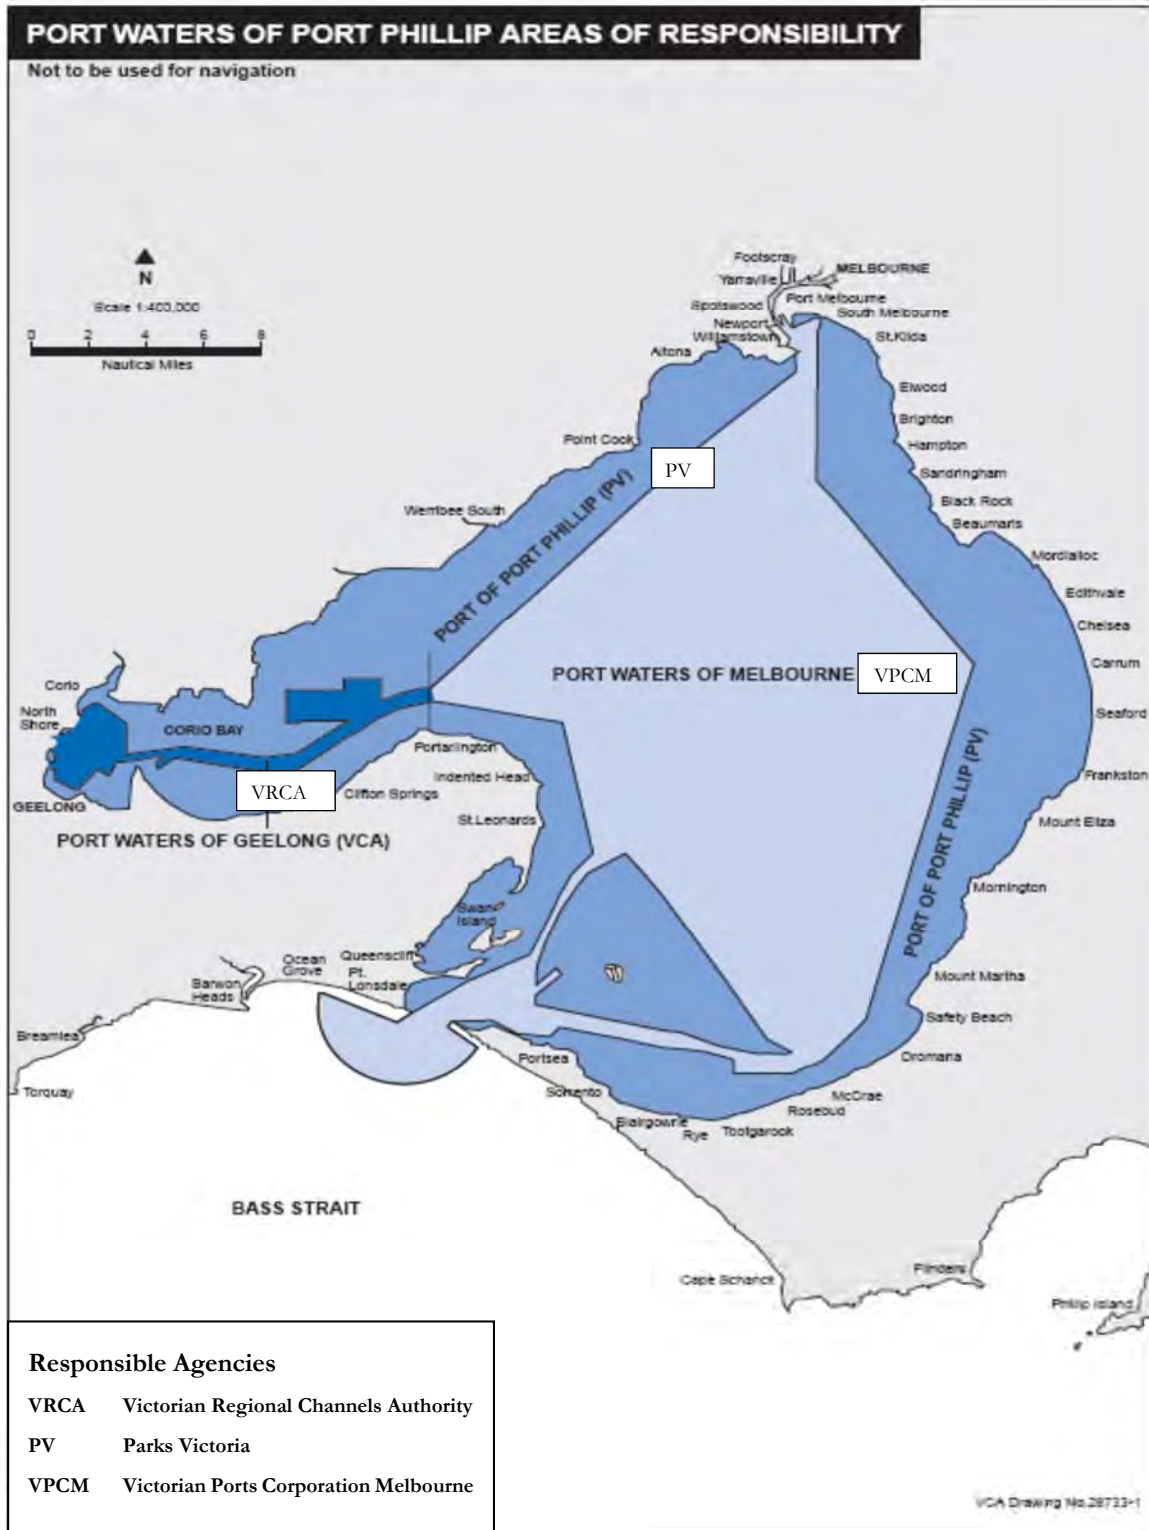 PORT WATERS OF PORT PHILLIP AREAS OF RESPONSIBILITY
Not to be used for navigation
N
Scale 1:400,000
0 2 4 6 8
Nautical Miles
Footscray
MELBOURNE
Yarraville
Port Melbourne
Spotswood
South Melbourne
Newport
Williamstown
St.Kilda
Altona
Elwood
Brighton
Point Cook
Hampton
PV
Sandringham
Black Rock
Werribee South
Beaumaris
PORT OF PORT PHILLIP (PV)
Mordialloc
Edithvale
Chelsea
PORT WATERS OF MELBOURNE
VPCM
Carrum
Corio
North
Shore
CORIO BAY
Seaford
Portarlington
PORT OF PORT PHILLIP (PV)
Indented Head
Frankston
VRCA
Clifton Springs
GEELONG
St.Leonards
Mount Eliza
PORT WATERS OF GEELONG (VCA)
Mornington
Swan
Island
Queenscliff
Ocean
Grove
Pt.
Lonsdale
Barwon
Heads
Mount Martha
Safety Beach
Breamlea
Portsea
Dromana
Torquay
Sorrento
McCrae
Rosebud
Blairgowrie
Rye
Tootgarook
BASS STRAIT
Flinders
Cape Schanck
Phillip Island
Responsible Agencies
VRCA Victorian Regional Channels Authority
PV Parks Victoria
VPCM Victorian Ports Corporation Melbourne
VCA Drawing No.28733-1